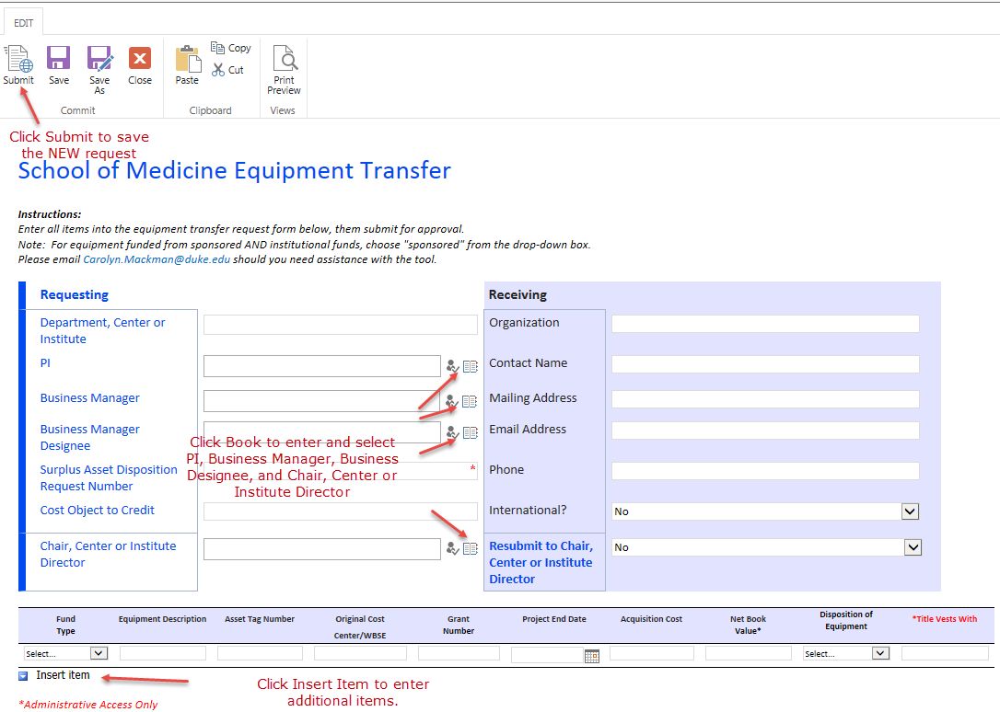 EDIT
Submit
Save
Save
As
Close
Paste
Copy
Cut
Print
Preview
Commit
Clipboard
Views
Click Submit to save
the NEW request
School of Medicine Equipment Transfer
Instructions:
Enter all items into the equipment transfer request form below, them submit for approval.
Note: For equipment funded from sponsored AND institutional funds, choose "sponsored" from the drop-down box.
Please email Carolyn.Mackman@duke.edu should you need assistance with the tool.
Requesting
Department, Center or
Institute
PI
Business Manager
Business Manager
Designee
Surplus Asset Disposition
Request Number
*
Cost Object to Credit
Chair, Center or Institute
Director
Click Book to enter and select
PI, Business Manager, Business
Designee, and Chair, Center or
Institute Director
Receiving
Organization
Contact Name
Mailing Address
Email Address
Phone
International?
No
Resubmit to Chair,
Center or Institute
Director
No
Fund
Type
Equipment Description
Asset Tag Number
Original Cost
Center/WBSE
Grant
Number
Project End Date
Acquisition Cost
Net Book
Value*
Disposition of
Equipment
*Title Vests With
Select...
Select...
Insert item
Click Insert Item to enter
additional items.
*Administrative Access Only